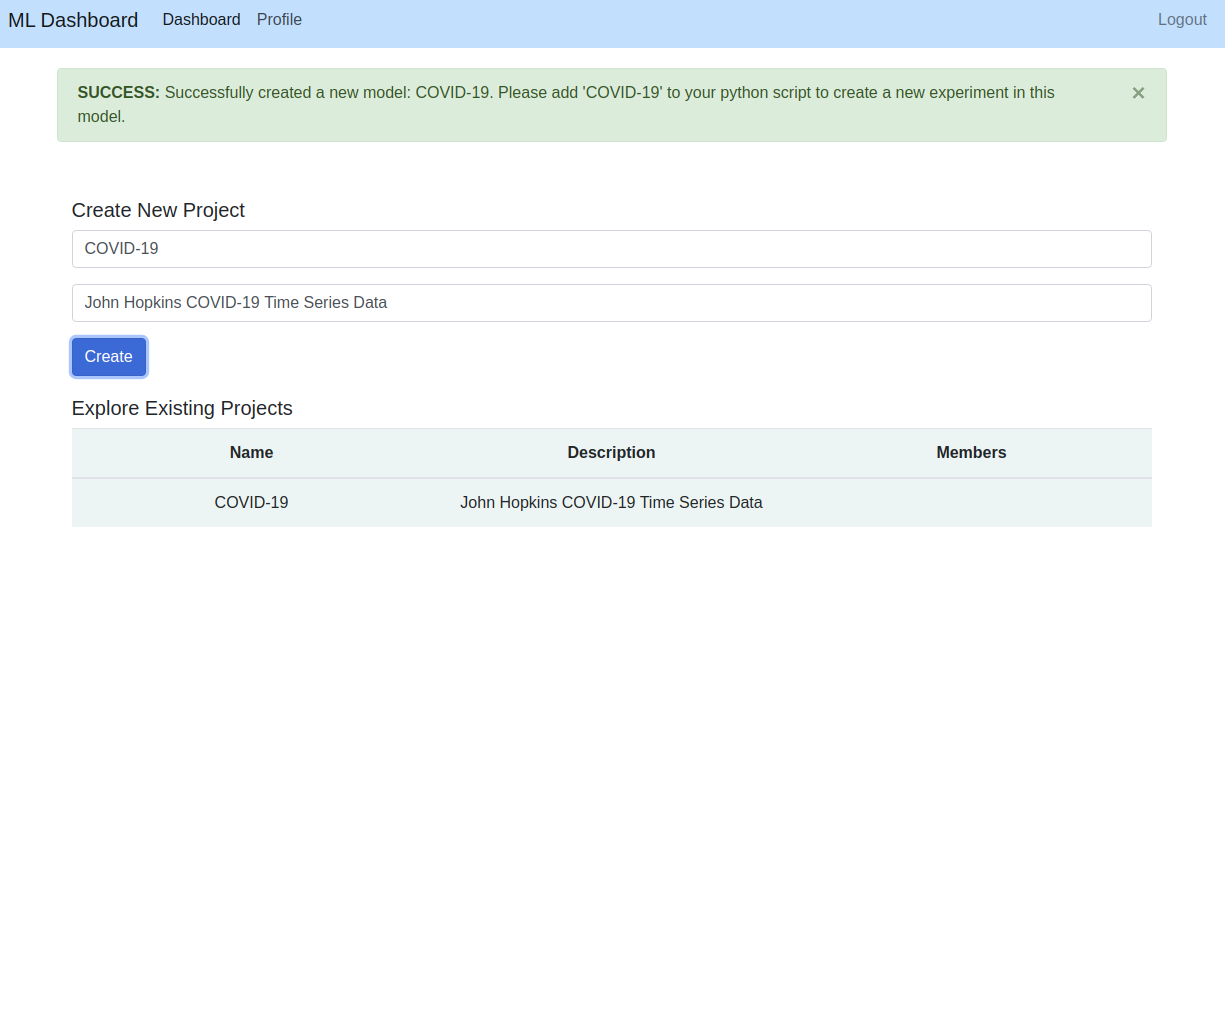 ML Dashboard Dashboard Profile Logout
SUCCESS: Successfully created a new model: COVID-19. Please add 'COVID-19' to your python script to create a new experiment in this ×
model.
Create New Project
COVID-19
John Hopkins COVID-19 Time Series Data
Create
Explore Existing Projects
Name Description Members
COVID-19 John Hopkins COVID-19 Time Series Data